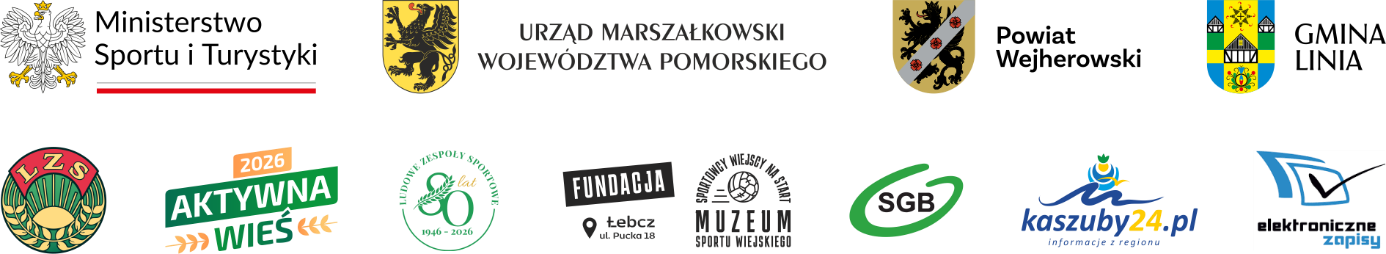 Ministerstwo
Sportu i Turystyki
URZĄD MARSZAŁKOWSKI
WOJEWÓDZTWA POMORSKIEGO
Powiat
Wejherowski
GMINA
LINIA
LZS
2026
AKTYWNA
WIEŚ
LUDOWE ZESPOŁY SPORTOWE
80 lat
1946 - 2026
FUNDACJA
Łebcz
ul. Pucka 18
SPORTOWCY WIEJSCY NA START
MUZEUM
SPORTU WIEJSKIEGO
SGB
kaszuby24.pl
informacje z regionu
elektroniczne
zapisy